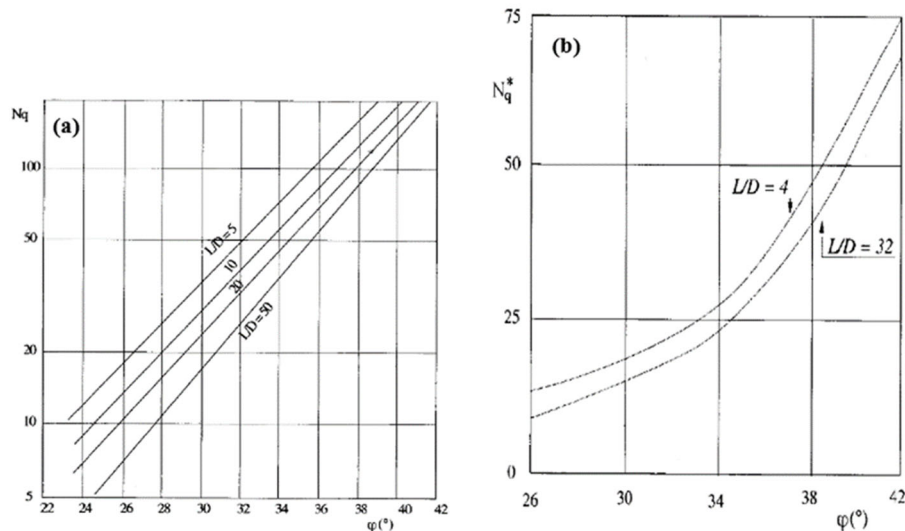 (a)
Nq
100
50
20
10
5
L/D = 5
10
20
L/D = 50
22 24 26 28 30 32 34 36 38 40 42
φ(°)
(b)
75
N*q
50
25
0
L/D = 4
L/D = 32
26 30 34 38 42
φ(°)